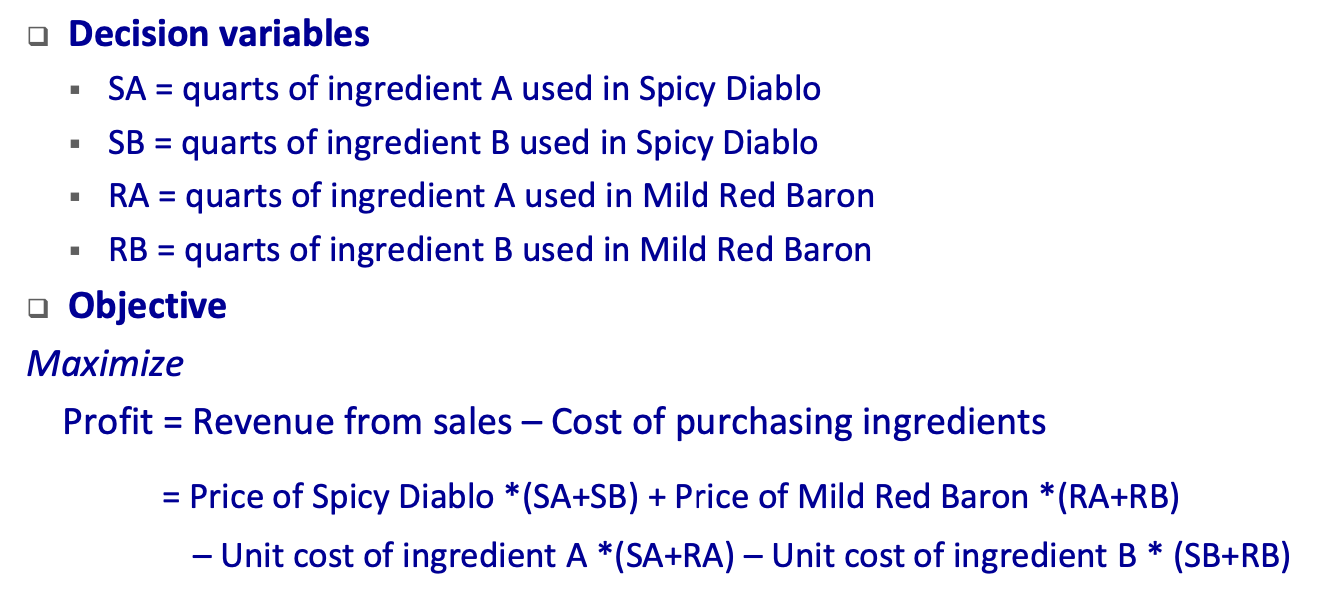 ❑ Decision variables
▪ SA = quarts of ingredient A used in Spicy Diablo
▪ SB = quarts of ingredient B used in Spicy Diablo
▪ RA = quarts of ingredient A used in Mild Red Baron
▪ RB = quarts of ingredient B used in Mild Red Baron
❑ Objective
Maximize
Profit = Revenue from sales – Cost of purchasing ingredients
= Price of Spicy Diablo *(SA+SB) + Price of Mild Red Baron *(RA+RB)
– Unit cost of ingredient A *(SA+RA) – Unit cost of ingredient B * (SB+RB)